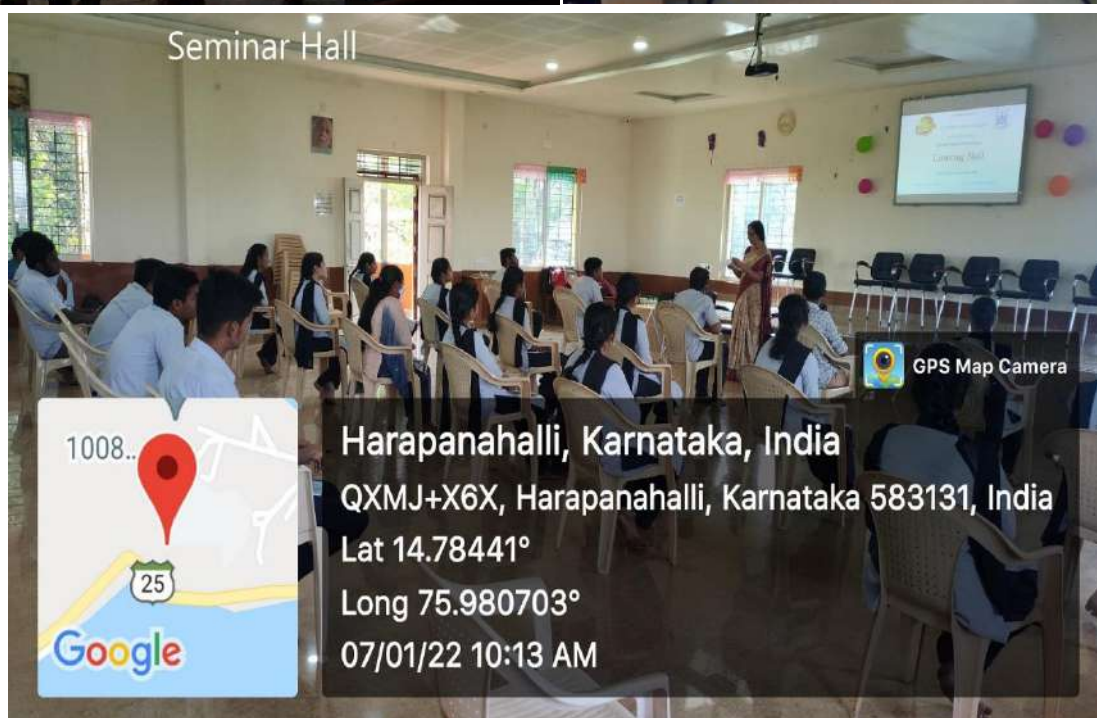 Seminar Hall
GPS Map Camera
1008..
25
Google
Harapanahalli, Karnataka, India
QXMJ+X6X, Harapanahalli, Karnataka 583131, India
Lat 14.78441°
Long 75.980703°
07/01/22 10:13 AM